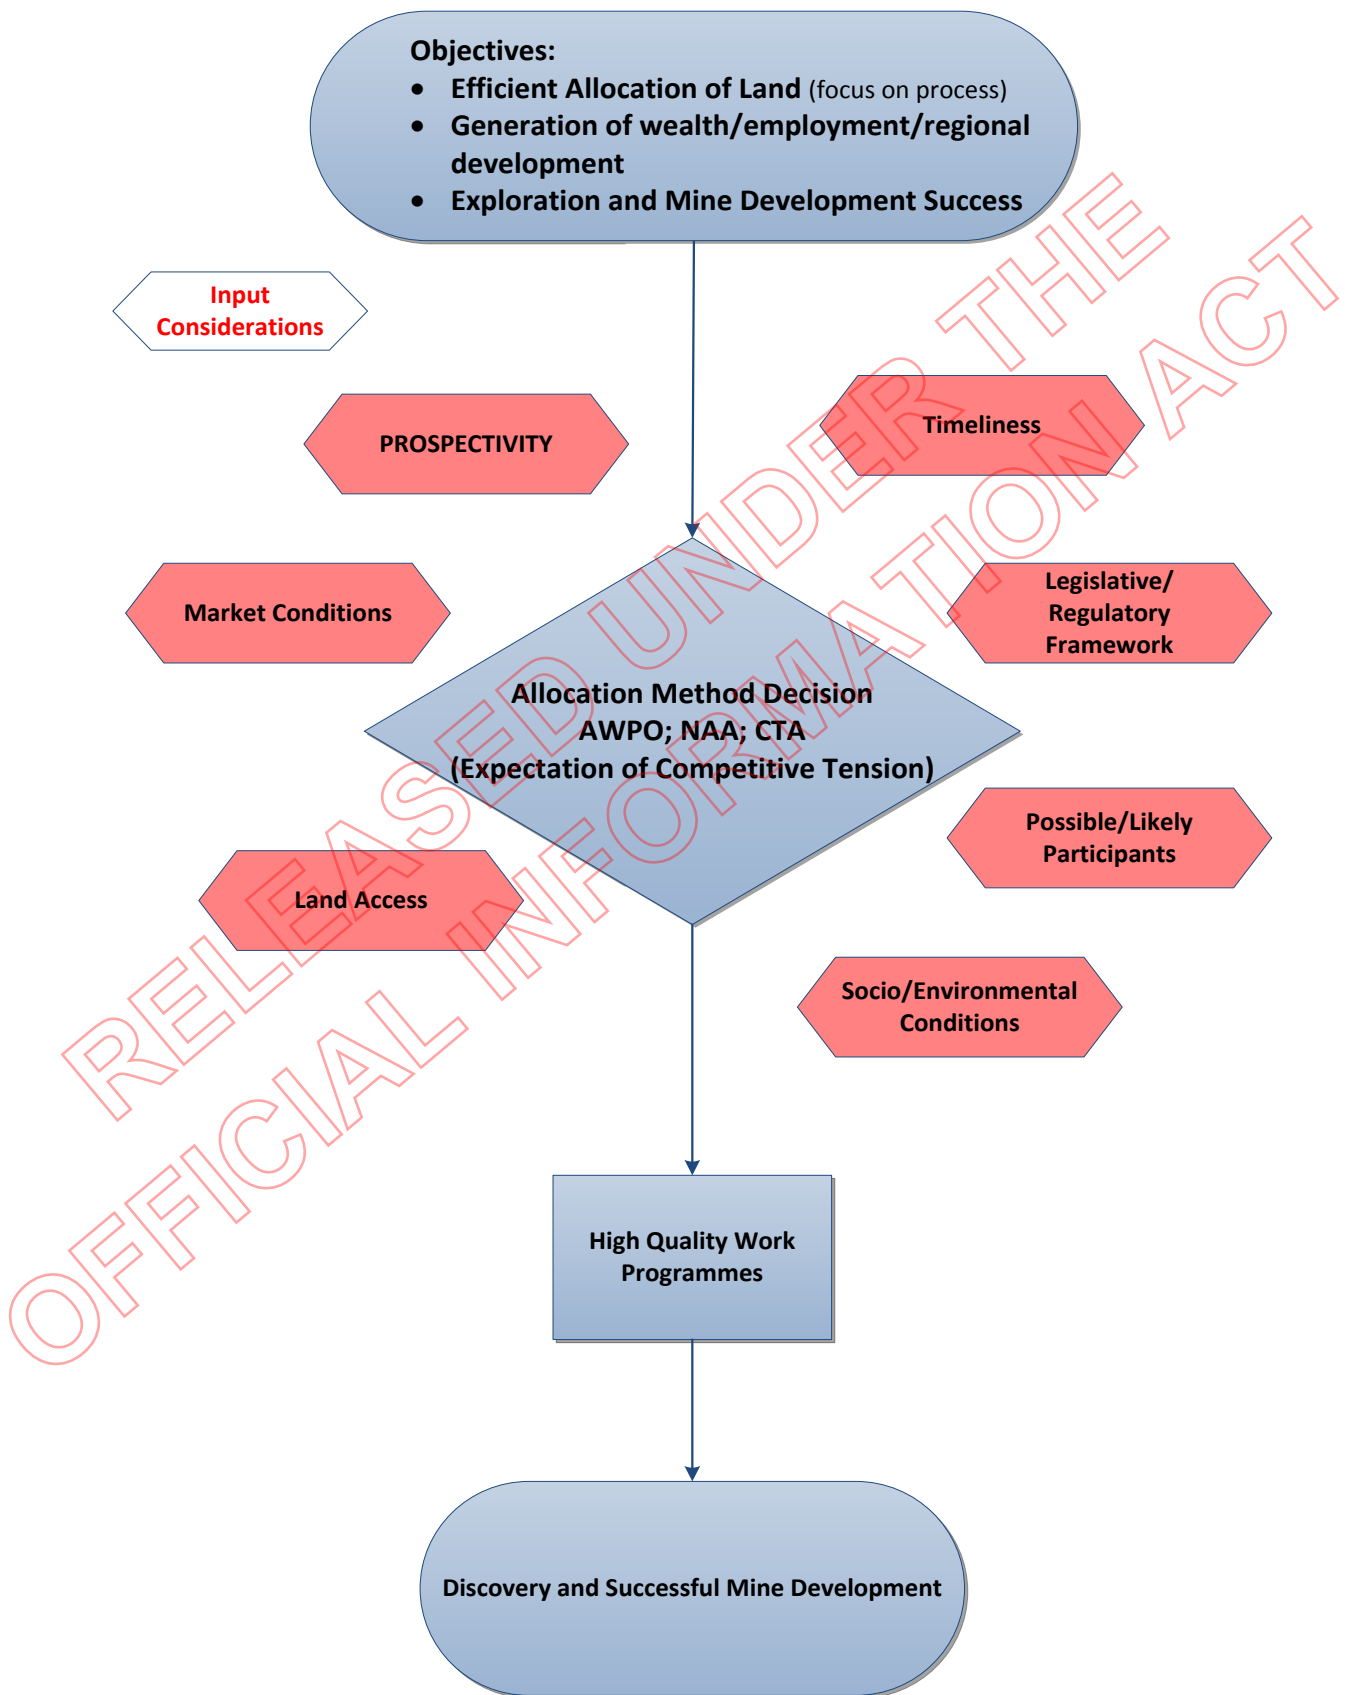 Objectives:
• Efficient Allocation of Land (focus on process)
• Generation of wealth/employment/regional
development
• Exploration and Mine Development Success
Input
Considerations
PROSPECTIVITY
Timeliness
Market Conditions
Legislative/
Regulatory
Framework
Allocation Method Decision
AWPO; NAA; CTA
(Expectation of Competitive Tension)
Possible/Likely
Participants
Land Access
Socio/Environmental
Conditions
High Quality Work
Programmes
Discovery and Successful Mine Development
RELEASED UNDER THE
OFFICIAL INFORMATION ACT